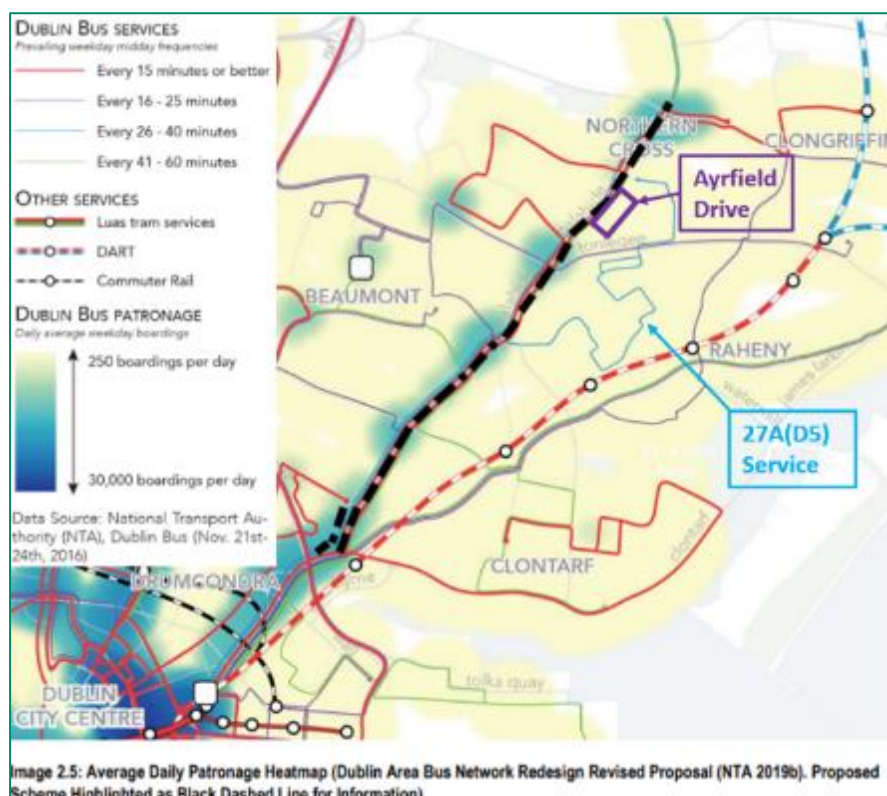 DUBLIN BUS SERVICES
Prevailing weekday midday frequencies
Every 15 minutes or better
Every 16 - 25 minutes
Every 26 - 40 minutes
Every 41 - 60 minutes
OTHER SERVICES
Luas tram services
DART
Commuter Rail
DUBLIN BUS PATRONAGE
Daily average weekday boardings
250 boardings per day
30,000 boardings per day
Data Source: National Transport Au-
thority (NTA), Dublin Bus (Nov. 21st-
24th, 2016)
NORTHERN
CROSS
CLONGRIFFIN
Ayrfield
Drive
BEAUMONT
RAHENY
27A(D5)
Service
CLONTARF
clontarf
DRUMCONDRA
tolka quay
DUBLIN
CITY CENTRE
Image 2.5: Average Daily Patronage Heatmap (Dublin Area Bus Network Redesign Revised Proposal (NTA 2019b). Proposed
Scheme Highlighted as Black Dashed Line for Information)